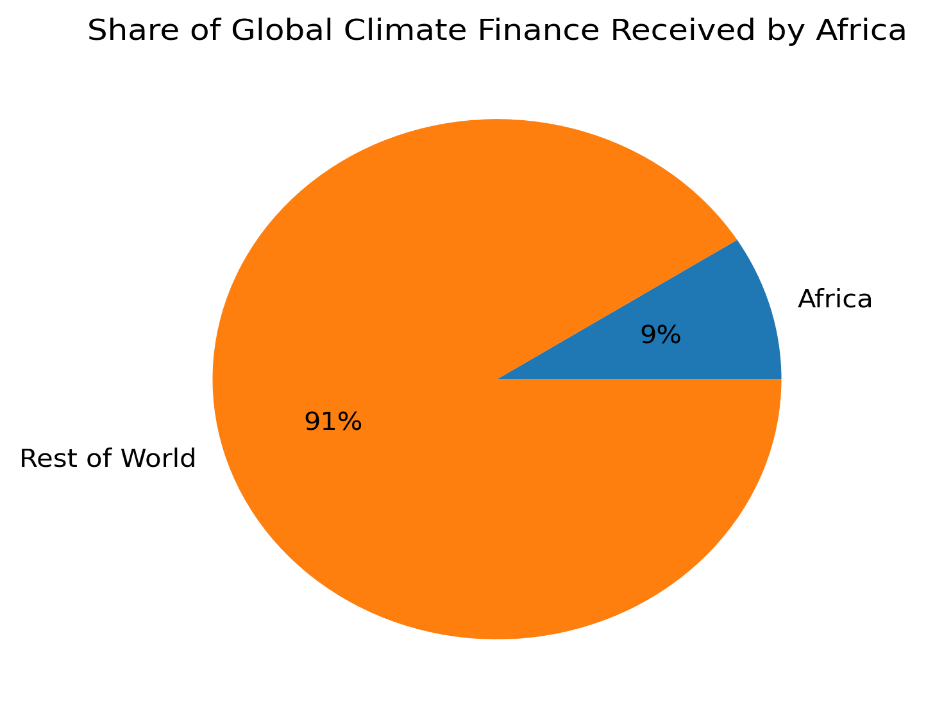 Share of Global Climate Finance Received by Africa
Africa
9%
91%
Rest of World